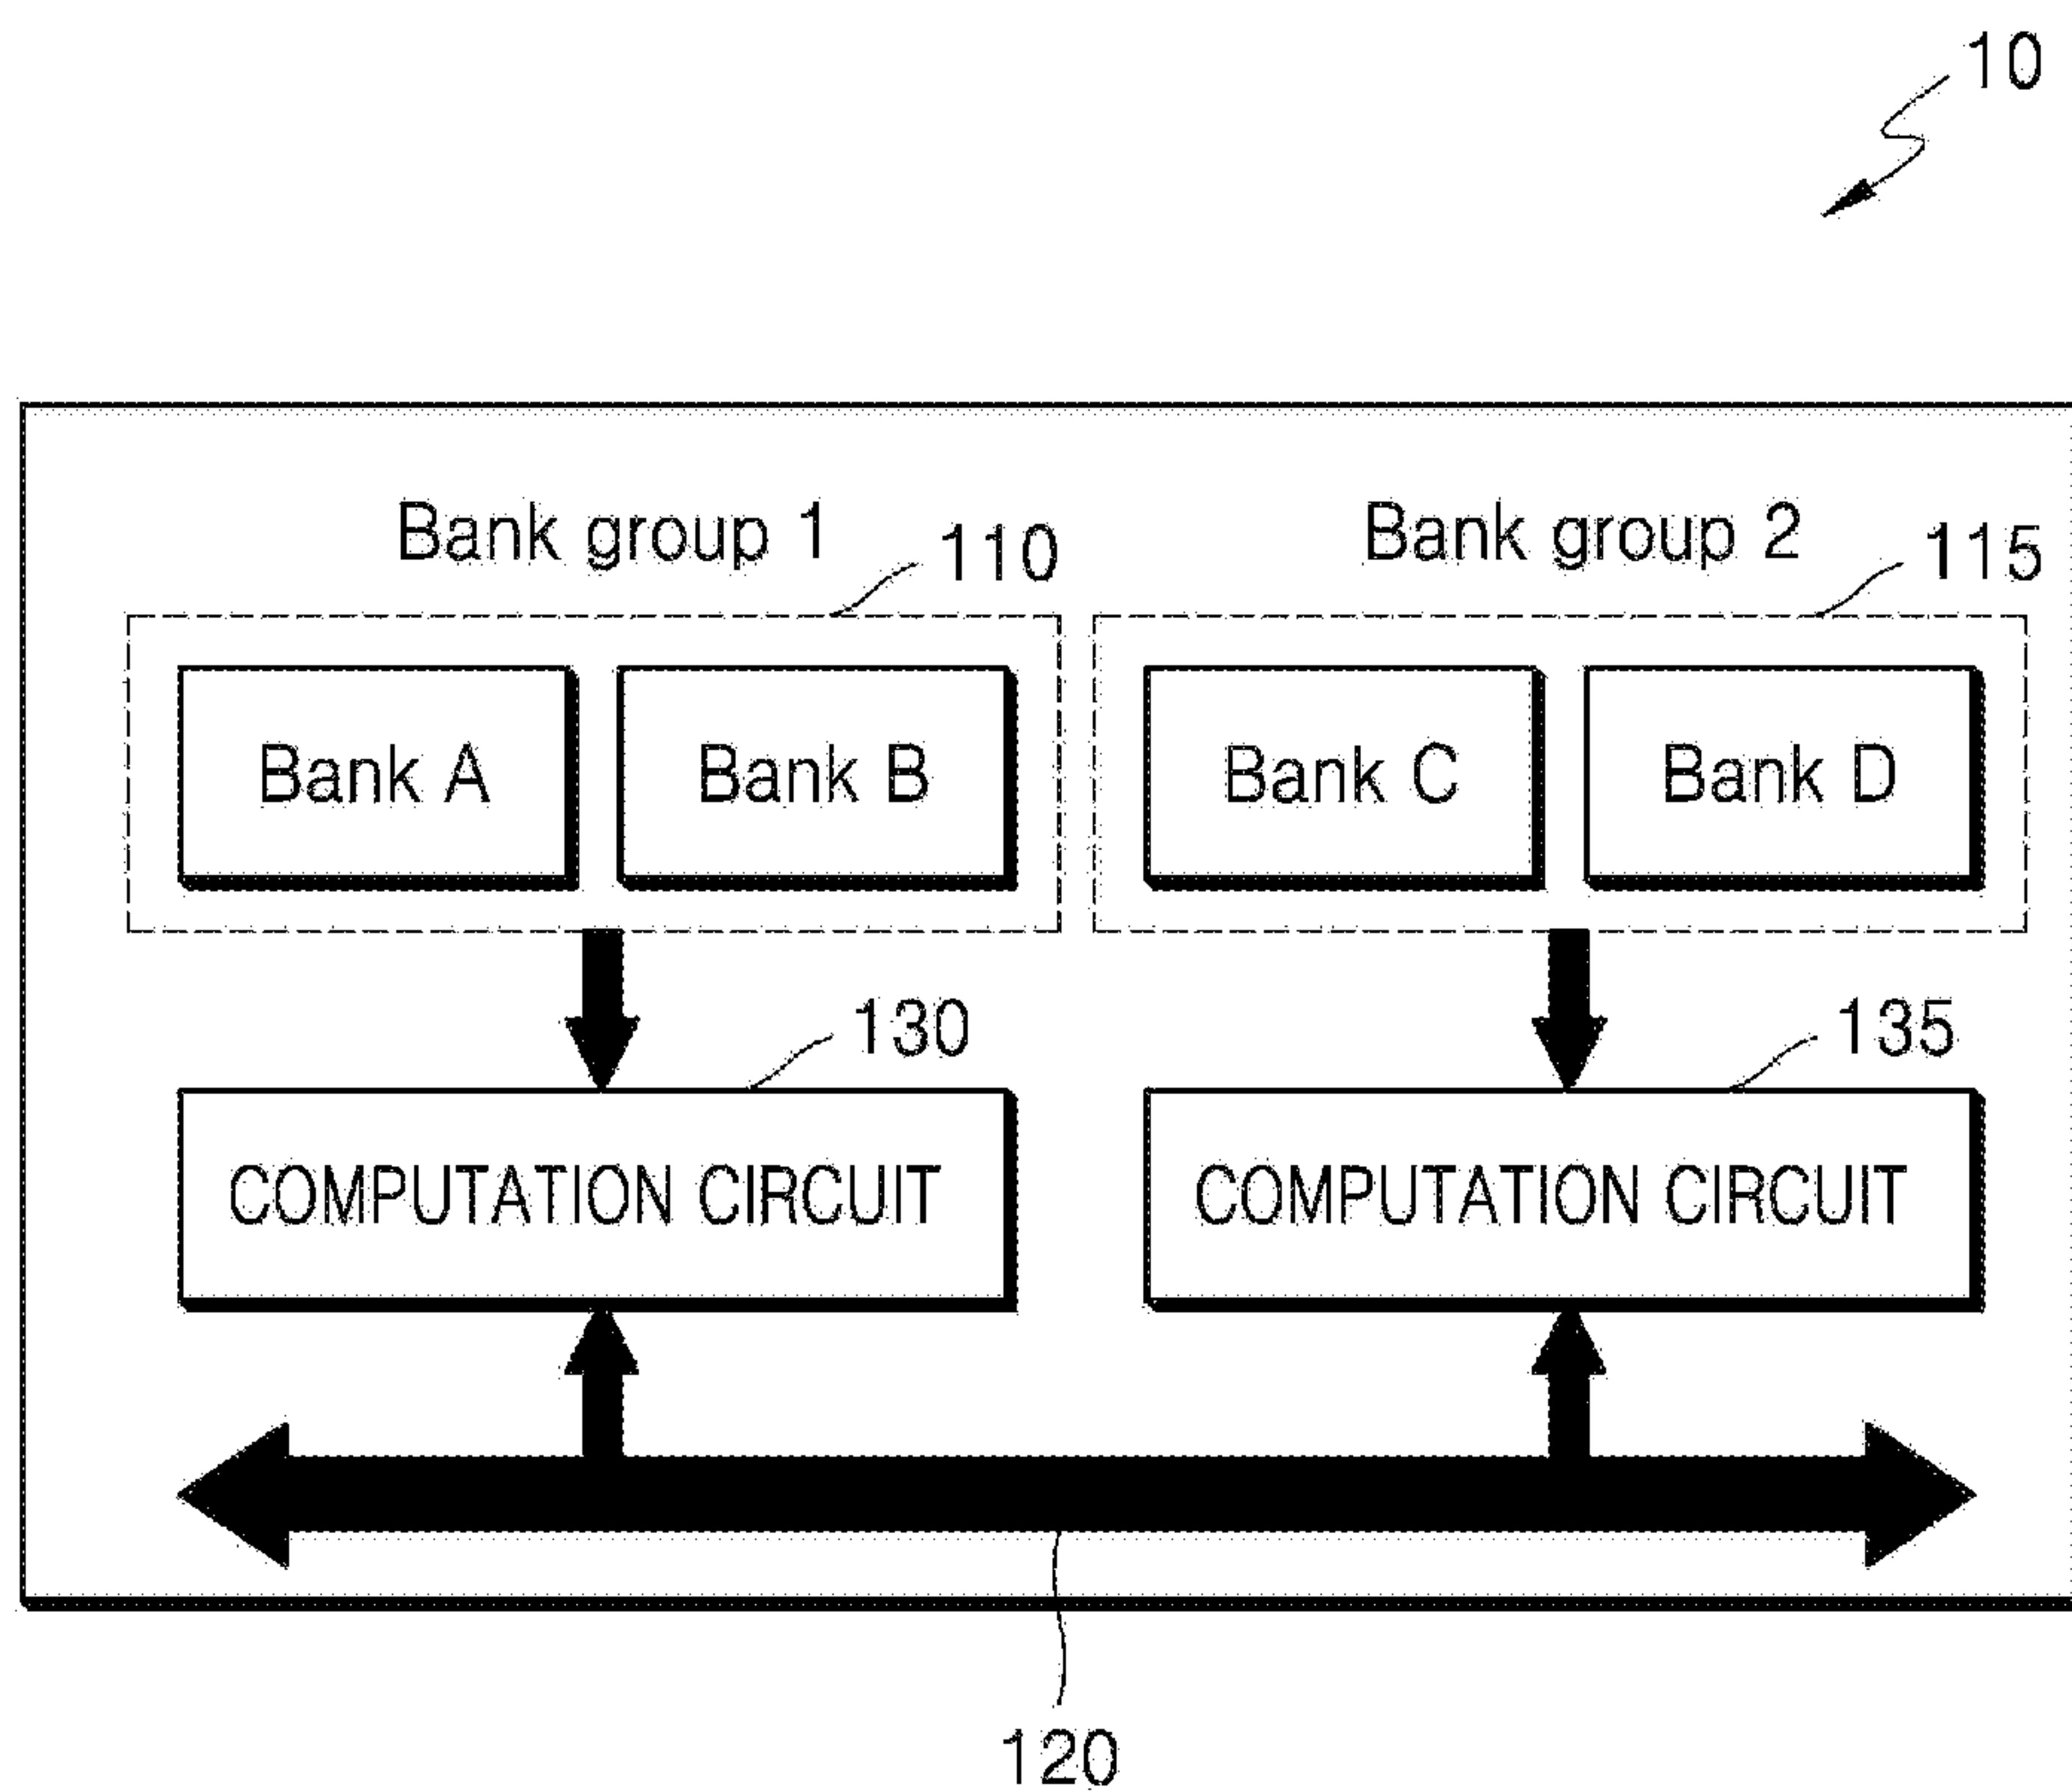 10
Bank group 1
110
Bank group 2
115
Bank A
Bank B
Bank C
Bank D
130
135
COMPUTATION CIRCUIT
COMPUTATION CIRCUIT
120